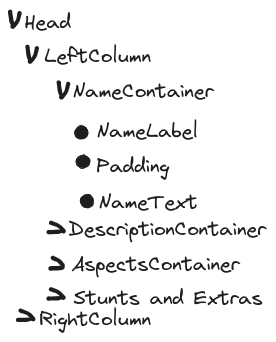 Head
LeftColumn
NameContainer
NameLabel
Padding
NameText
DescriptionContainer
AspectsContainer
Stunts and Extras
RightColumn